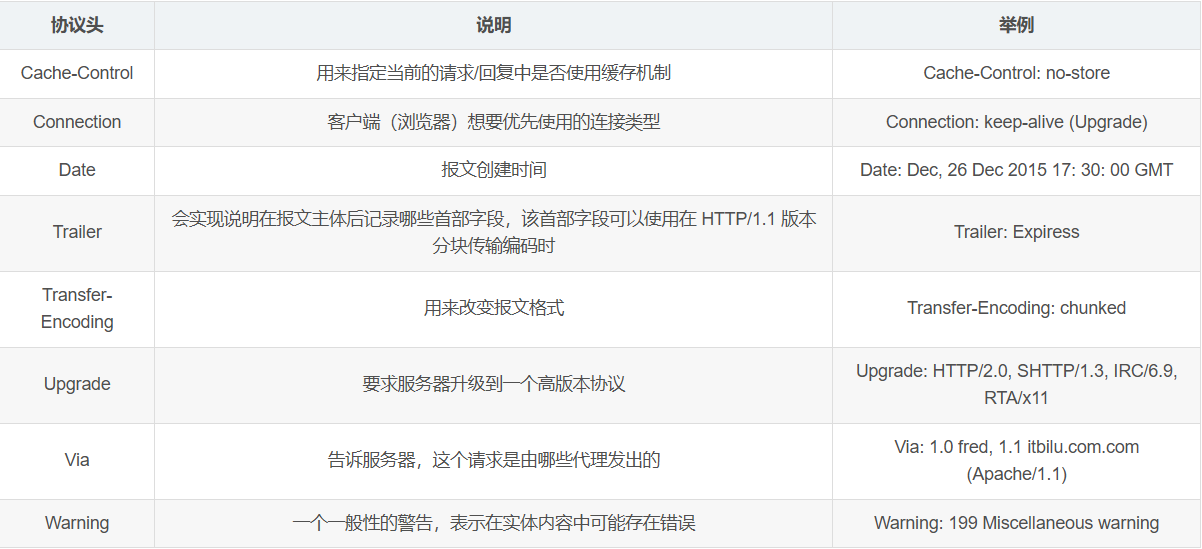 协议头 说明 举例
Cache-Control 用来指定当前的请求/回复中是否使用缓存机制 Cache-Control: no-store
Connection 客户端（浏览器）想要优先使用的连接类型 Connection: keep-alive (Upgrade)
Date 报文创建时间 Date: Dec, 26 Dec 2015 17: 30: 00 GMT
Trailer 会实现说明在报文主体后记录哪些首部字段，该首部字段可以使用在 HTTP/1.1 版本
分块传输编码时 Trailer: Expiress
Transfer-
Encoding 用来改变报文格式 Transfer-Encoding: chunked
Upgrade 要求服务器升级到一个高版本协议 Upgrade: HTTP/2.0, SHTTP/1.3, IRC/6.9,
RTA/x11
Via 告诉服务器，这个请求是由哪些代理发出的 Via: 1.0 fred, 1.1 itbilu.com.com
(Apache/1.1)
Warning 一个一般性的警告，表示在实体内容中可能存在错误 Warning: 199 Miscellaneous warning